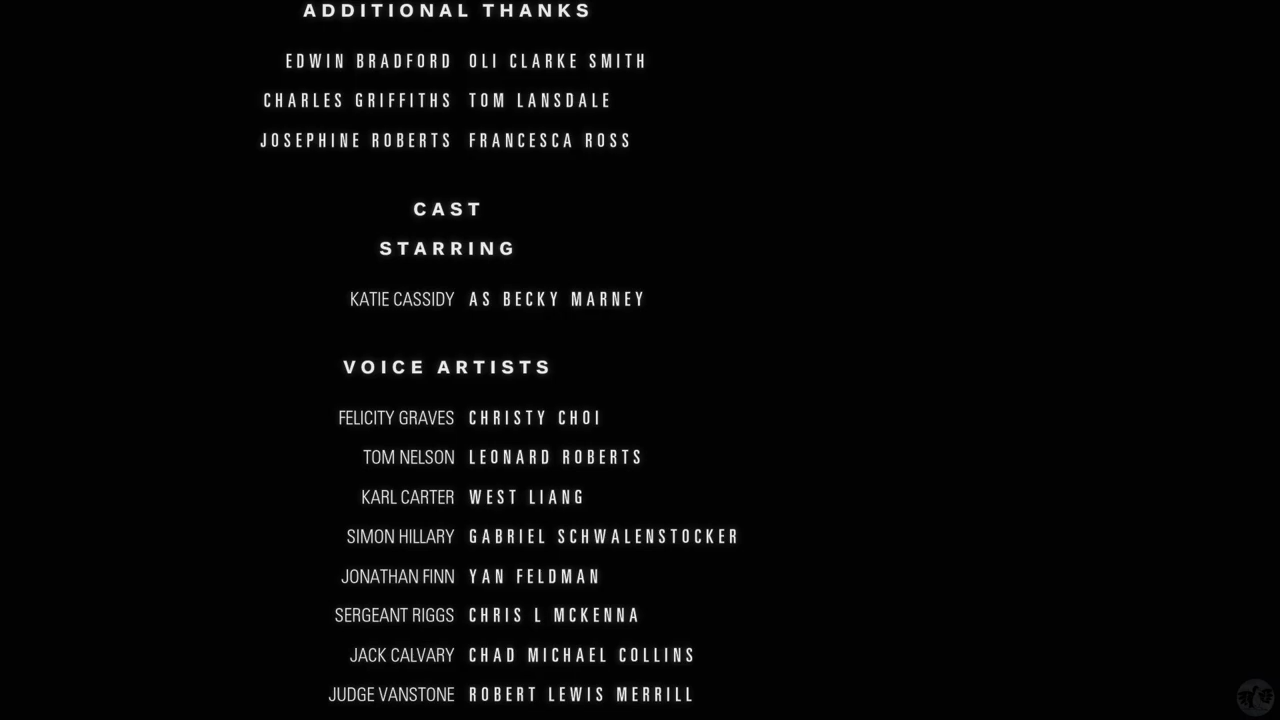 ADDITIONAL THANKS
EDWIN BRADFORD OLI CLARKE SMITH
CHARLES GRIFFITHS TOM LANSDALE
JOSEPHINE ROBERTS FRANCESCA ROSS
CAST
STARRING
KATIE CASSIDY AS BECKY MARNEY
VOICE ARTISTS
FELICITY GRAVES CHRISTY CHOI
TOM NELSON LEONARD ROBERTS
KARL CARTER WEST LIANG
SIMON HILLARY GABRIEL SCHWALENSTOCKER
JONATHAN FINN YAN FELDMAN
SERGEANT RIGGS CHRIS L MCKENNA
JACK CALVARY CHAD MICHAEL COLLINS
JUDGE VANSTONE ROBERT LEWIS MERRILL